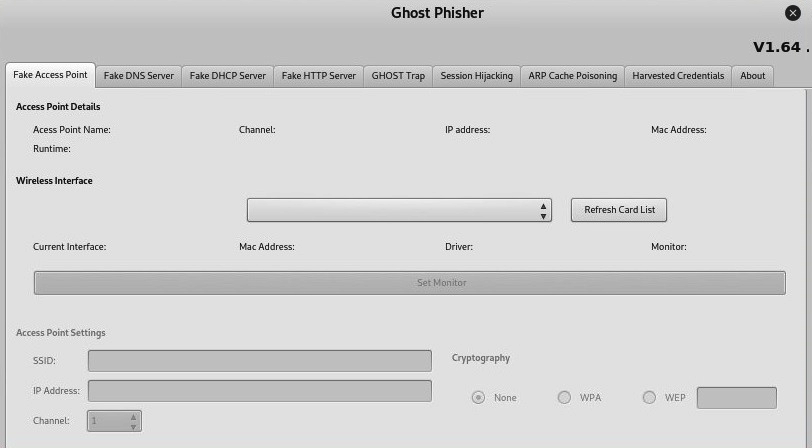 Ghost Phisher
V1.64 .
Fake Access Point Fake DNS Server Fake DHCP Server Fake HTTP Server GHOST Trap Session Hijacking ARP Cache Poisoning Harvested Credentials About
Access Point Details
Acess Point Name: Channel: IP address: Mac Address:
Runtime:
Wireless Interface
Refresh Card List
Current Interface: Mac Address: Driver: Monitor:
Set Monitor
Access Point Settings
SSID: Cryptography
IP Address: None WPA WEP
Channel: 1